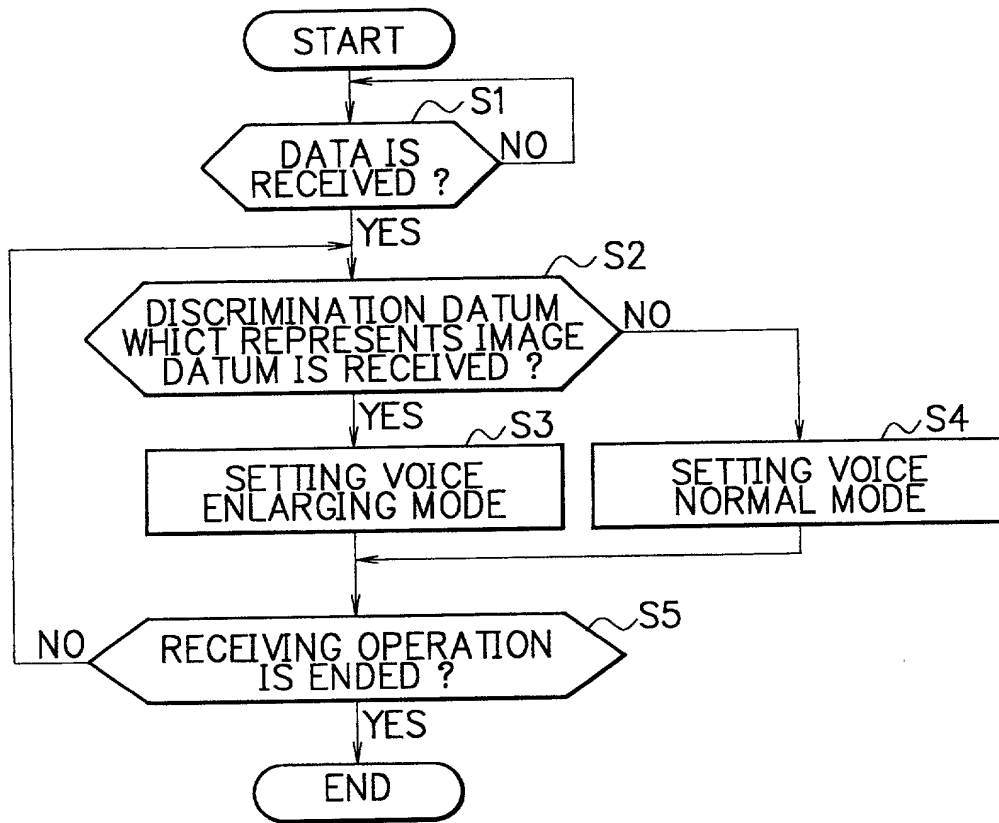 START
S1
DATA IS
RECEIVED ?
NO
YES
S2
DISCRIMINATION DATUM
WHICT REPRESENTS IMAGE
DATUM IS RECEIVED ?
NO
YES
S3
SETTING VOICE
ENLARGING MODE
S4
SETTING VOICE
NORMAL MODE
S5
RECEIVING OPERATION
IS ENDED ?
NO
YES
END